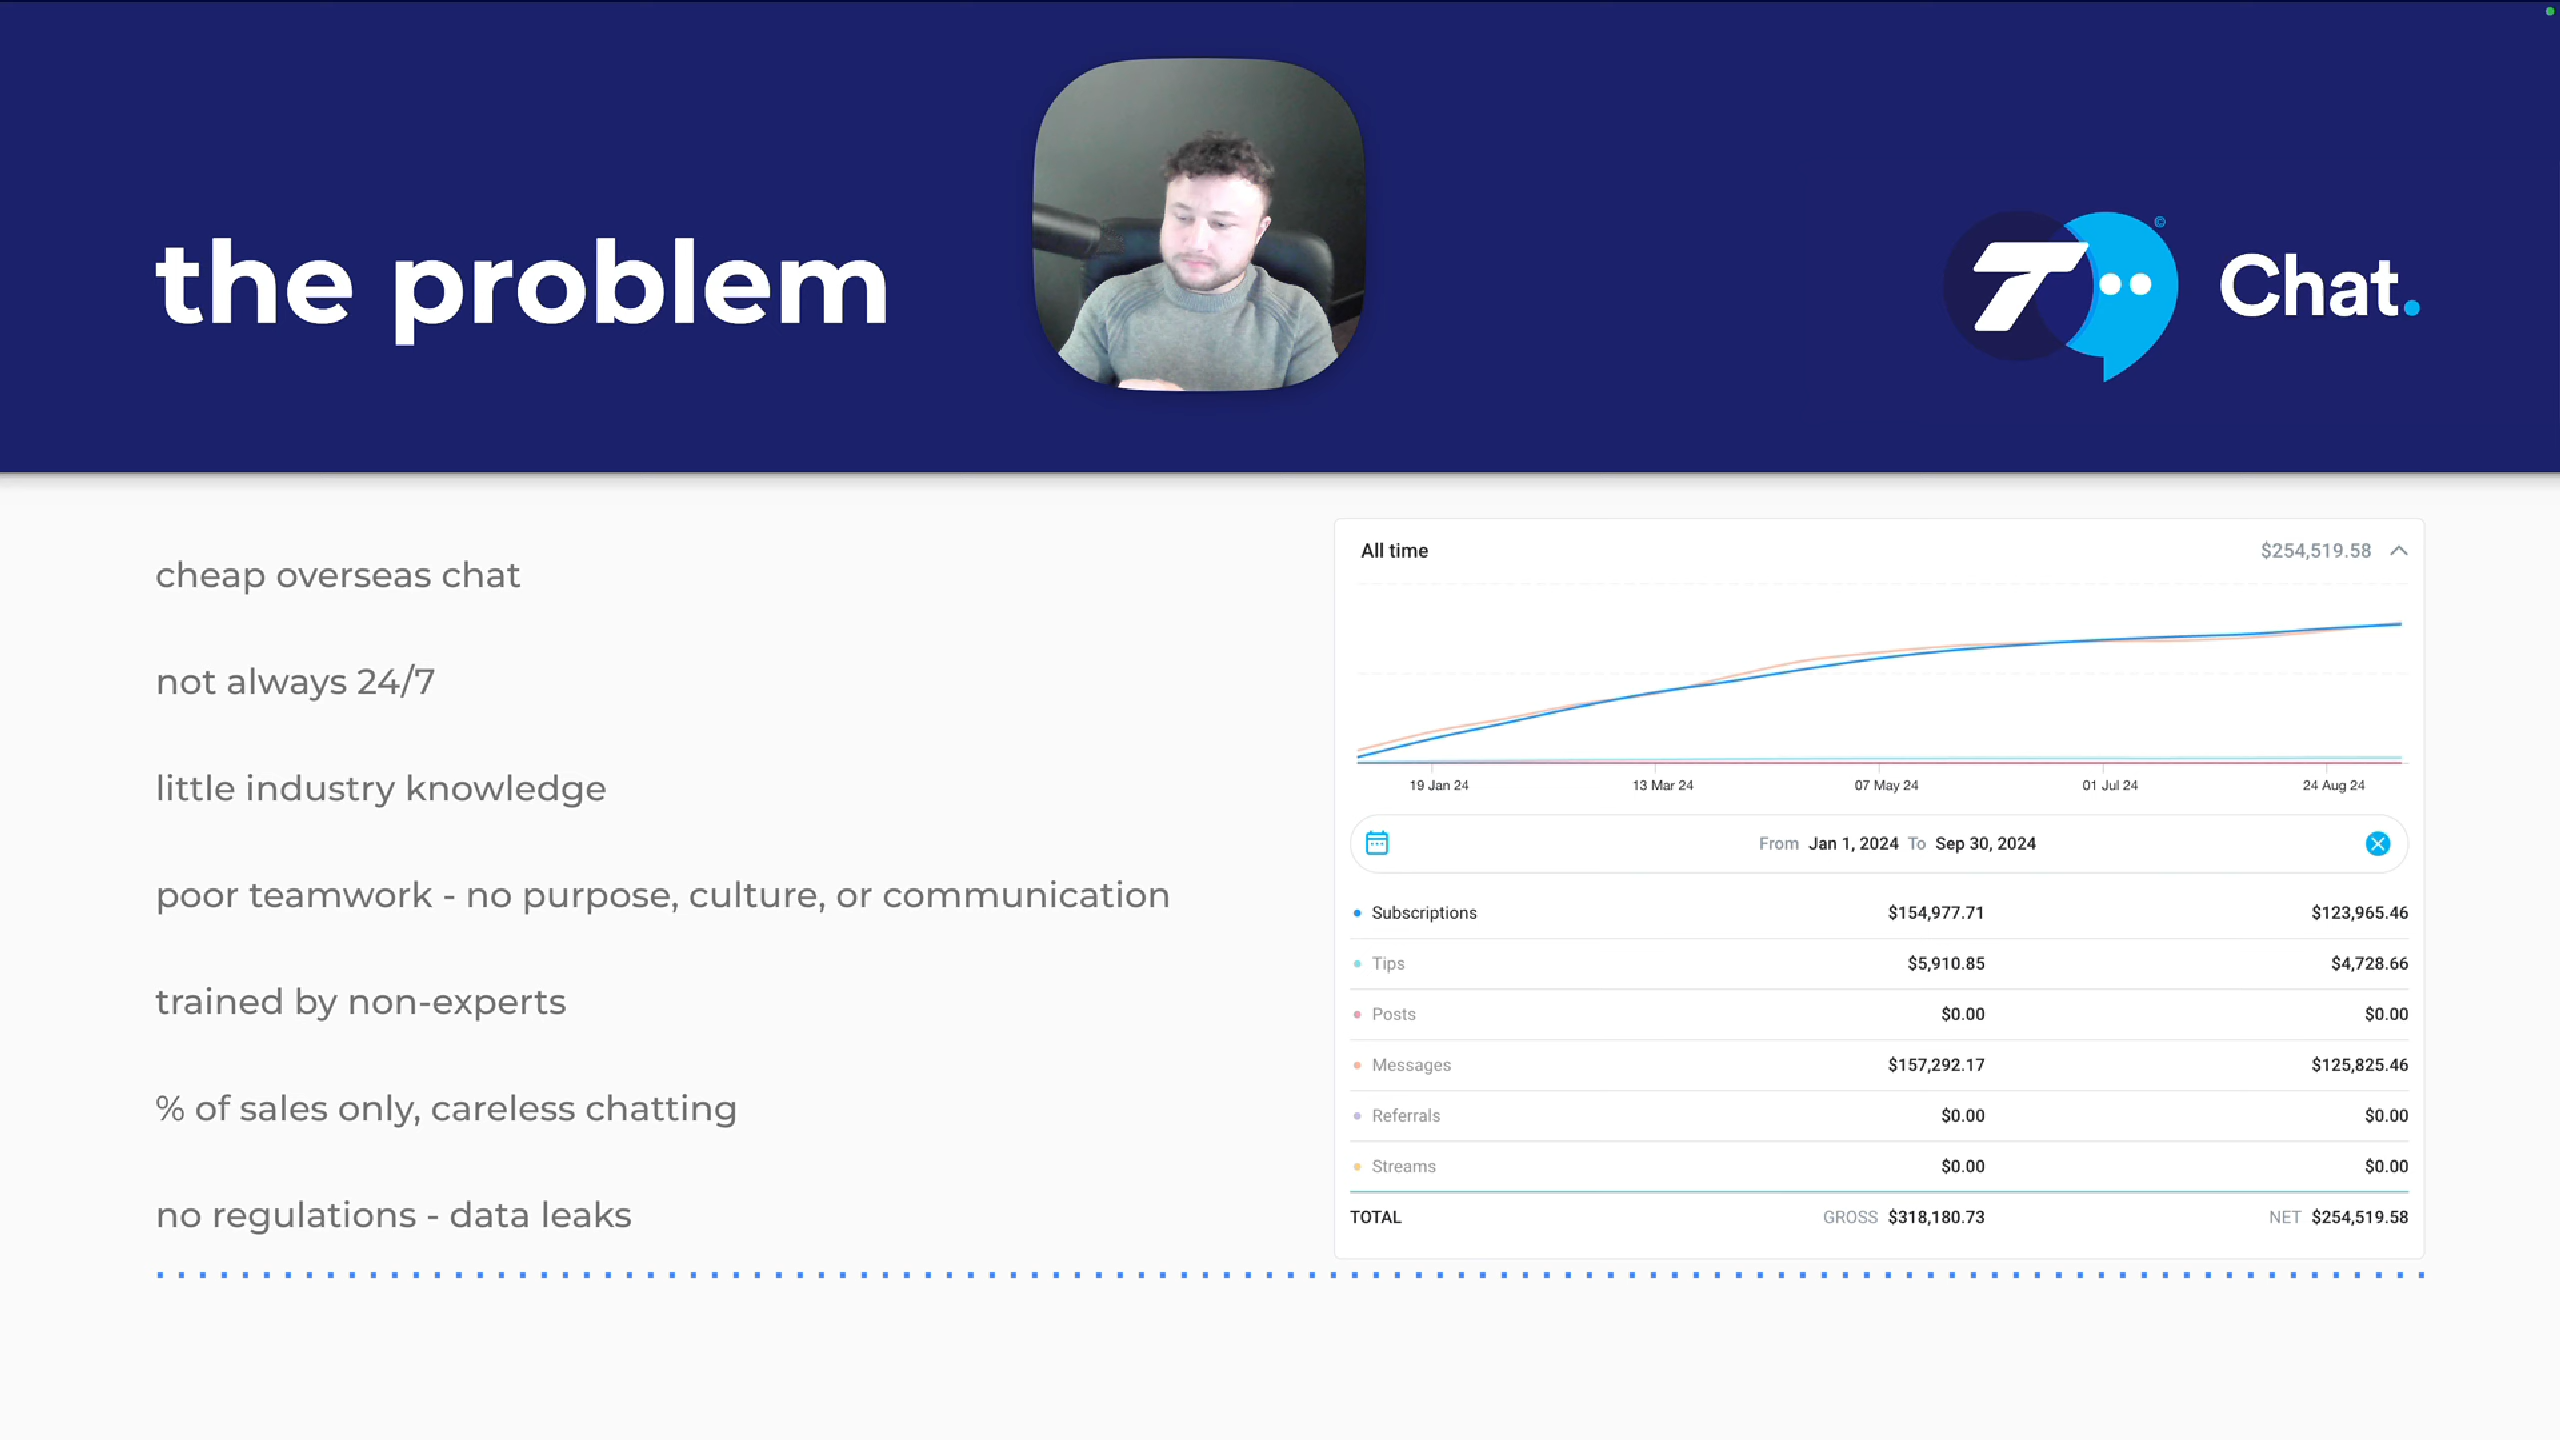 the problem
T Chat.
©
cheap overseas chat
not always 24/7
little industry knowledge
poor teamwork - no purpose, culture, or communication
trained by non-experts
% of sales only, careless chatting
no regulations - data leaks
All time $254,519.58
19 Jan 24 13 Mar 24 07 May 24 01 Jul 24 24 Aug 24
From Jan 1, 2024 To Sep 30, 2024
Subscriptions $154,977.71 $123,965.46
Tips $5,910.85 $4,728.66
Posts $0.00 $0.00
Messages $157,292.17 $125,825.46
Referrals $0.00 $0.00
Streams $0.00 $0.00
TOTAL GROSS $318,180.73 NET $254,519.58